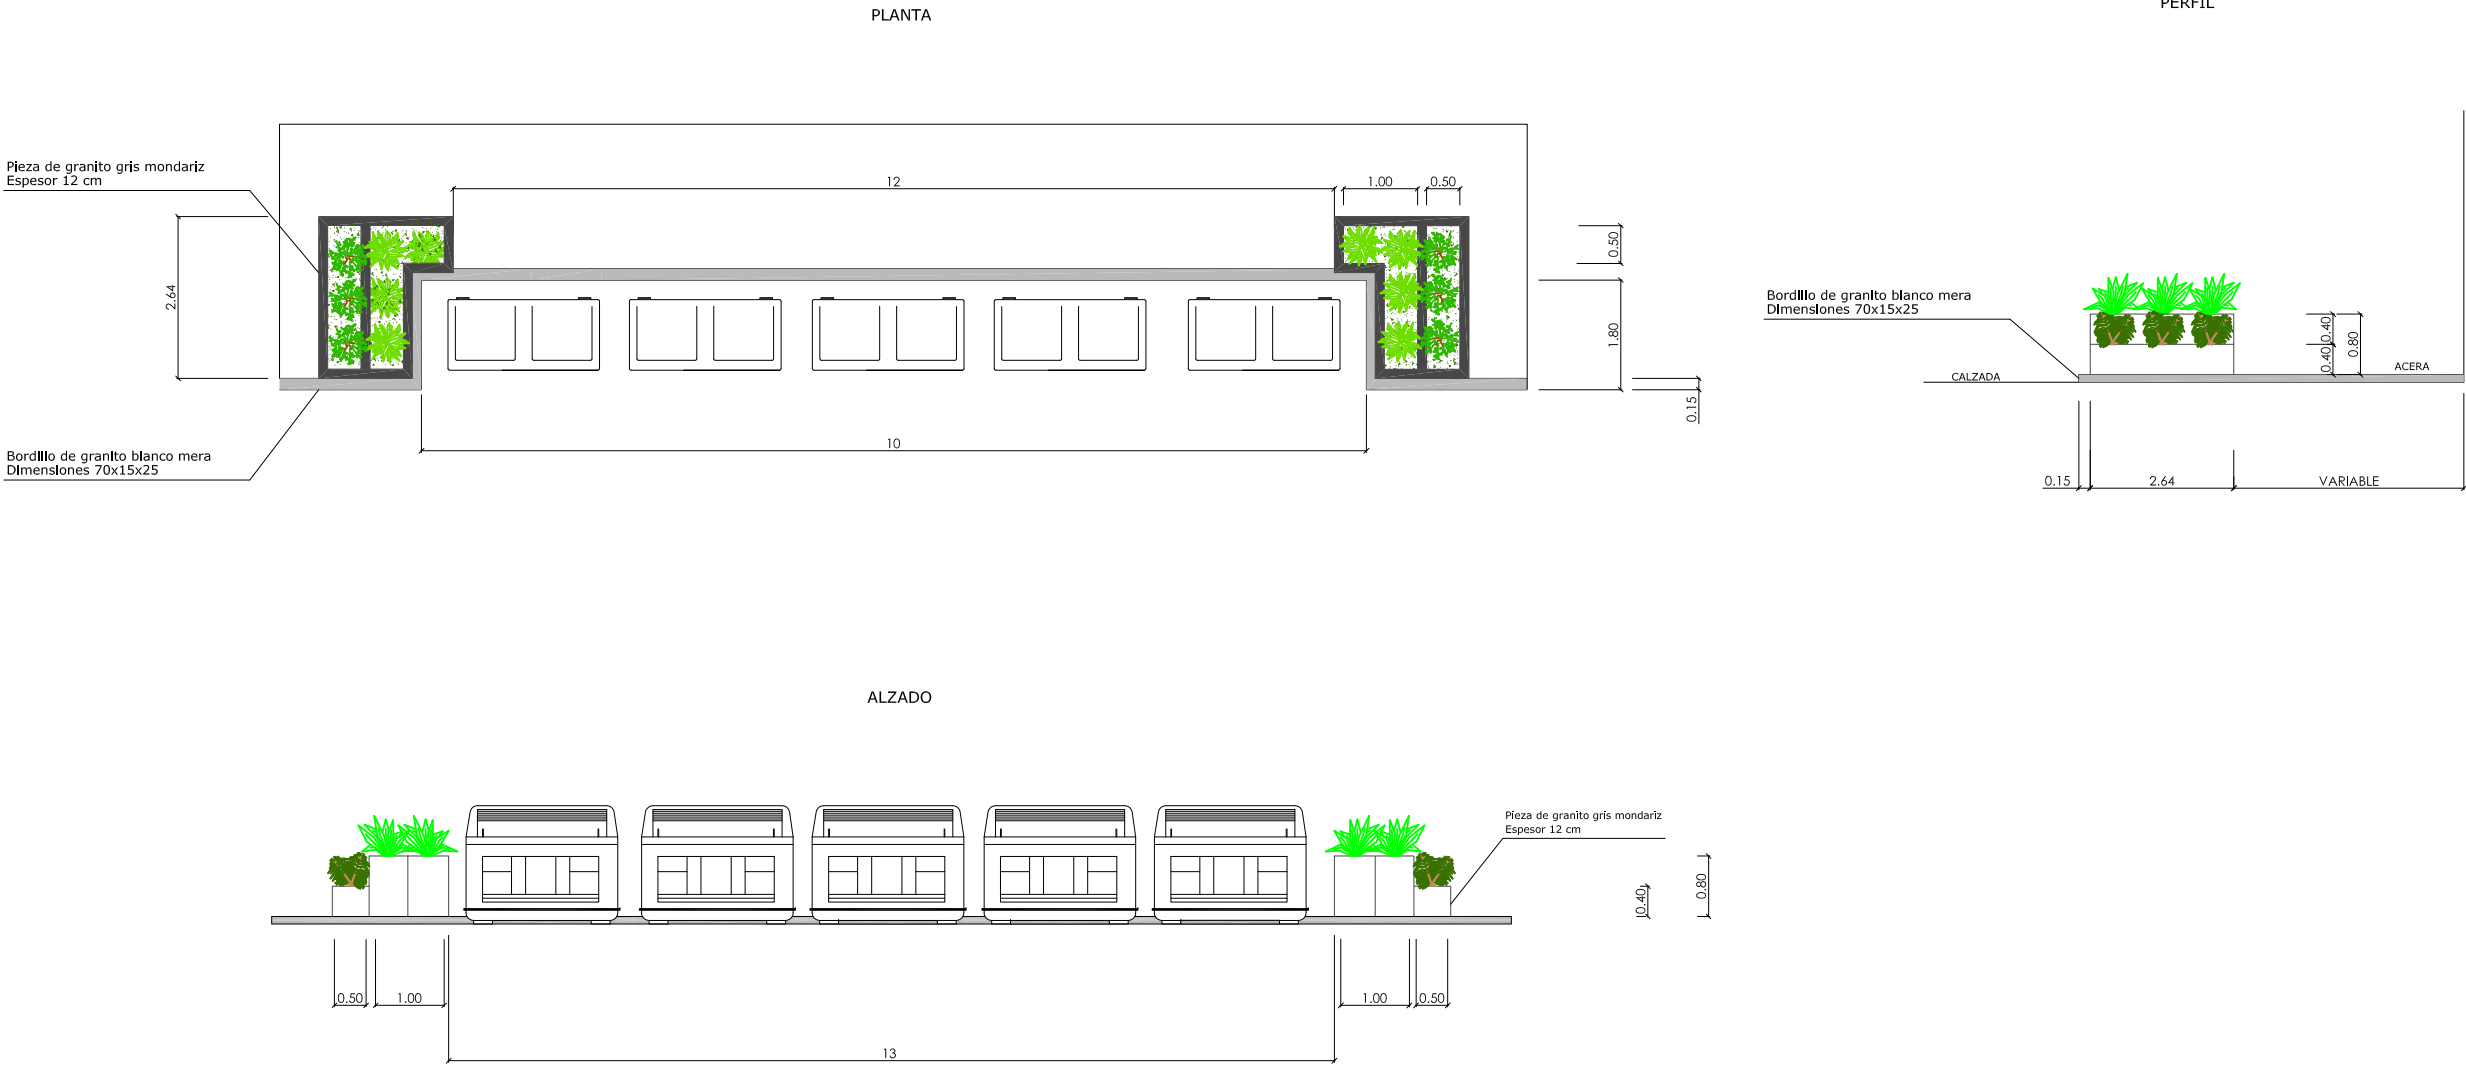 PLANTA
PERFIL
Pieza de granito gris mondariz
Espesor 12 cm
12
1.00
0.50
2.64
0.50
1.80
0.15
10
Bordillo de granito blanco mera
Dimensiones 70x15x25
Bordillo de granito blanco mera
Dimensiones 70x15x25
0.40
0.40
0.80
CALZADA
ACERA
0.15
2.64
VARIABLE
ALZADO
Pieza de granito gris mondariz
Espesor 12 cm
0.40
0.80
0.50
1.00
1.00
0.50
13